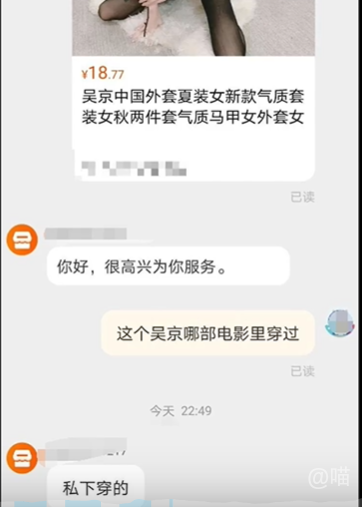 ¥18.77
吴京中国外套夏装女新款气质套
装女秋两件套气质马甲女外套女
已读
你好，很高兴为你服务。
这个吴京哪部电影里穿过
已读
今天 22:49
私下穿的
@喵